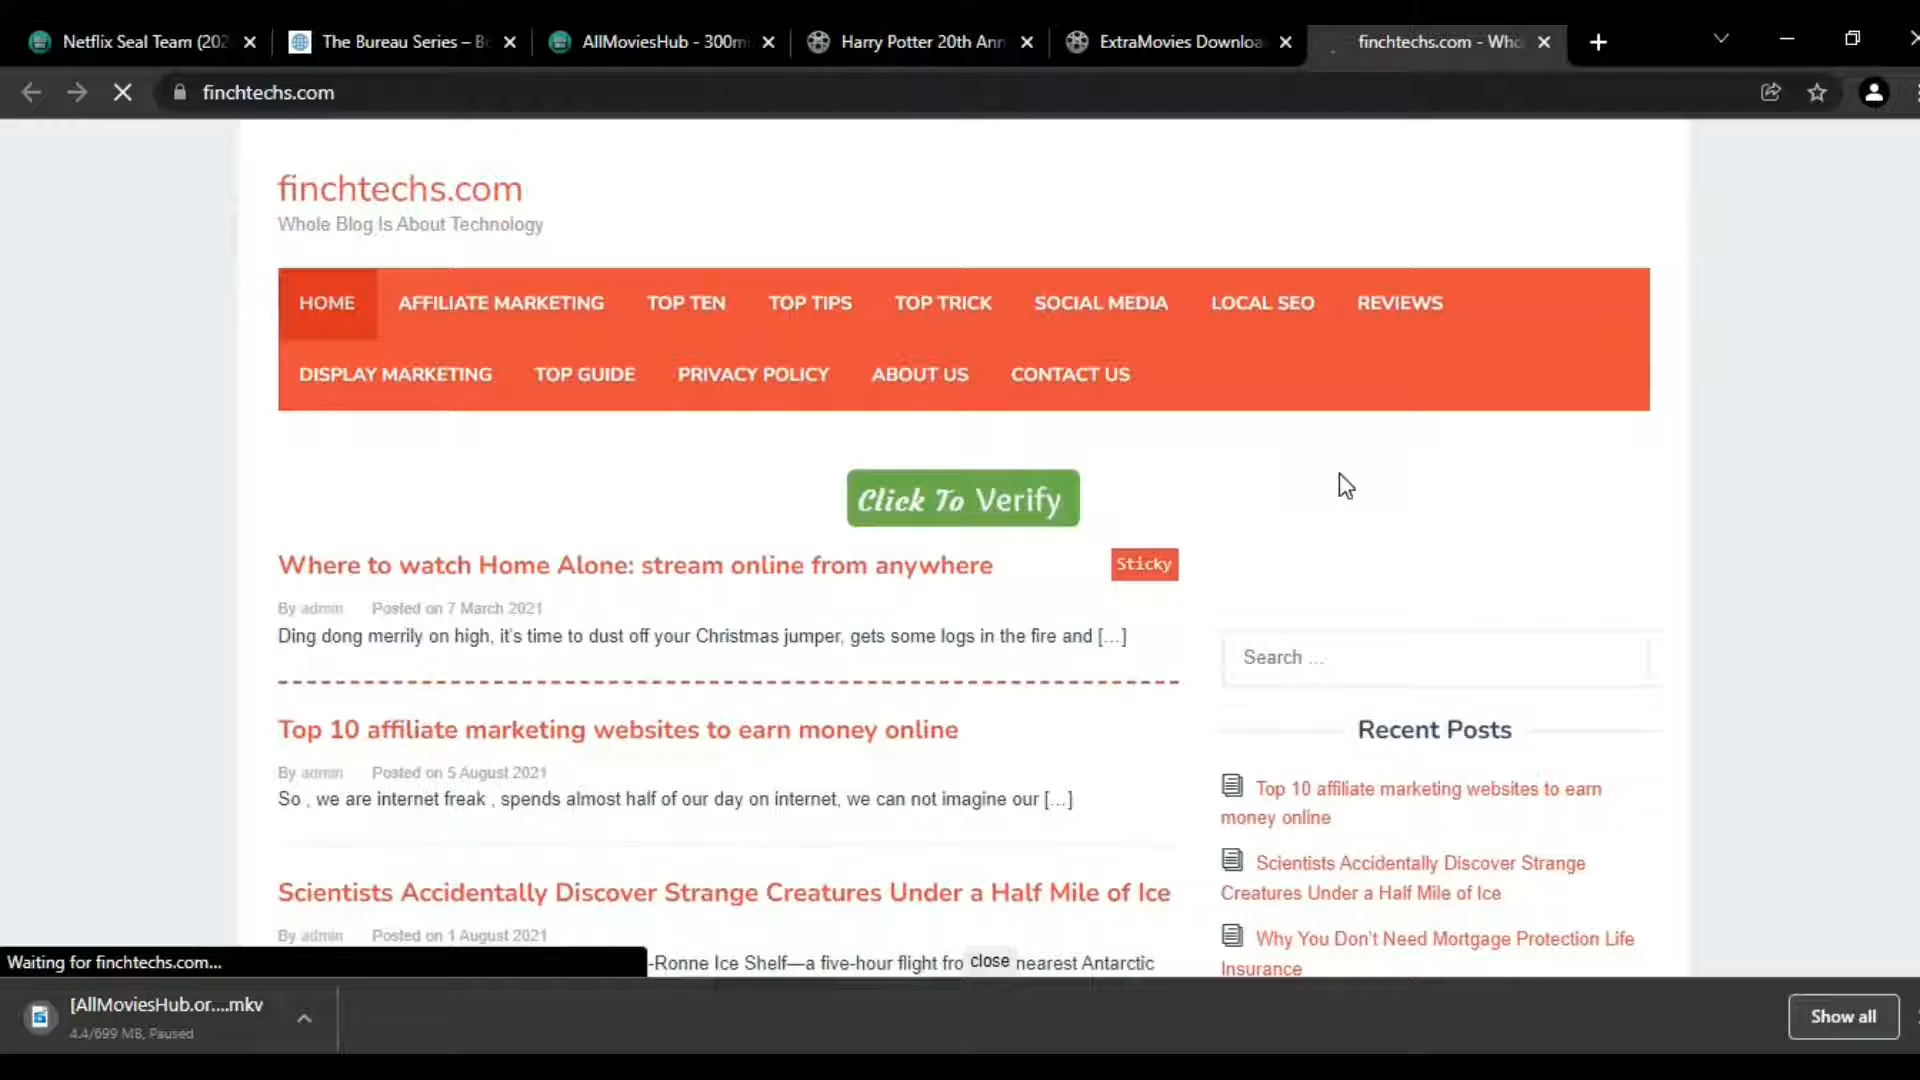 Netflix Seal Team (202
The Bureau Series – B
AllMoviesHub - 300m
Harry Potter 20th Ann
ExtraMovies Downloa
finchtechs.com - Who
finchtechs.com
finchtechs.com
Whole Blog Is About Technology
HOME AFFILIATE MARKETING TOP TEN TOP TIPS TOP TRICK SOCIAL MEDIA LOCAL SEO REVIEWS
DISPLAY MARKETING TOP GUIDE PRIVACY POLICY ABOUT US CONTACT US
Click To Verify
Where to watch Home Alone: stream online from anywhere
Sticky
By admin Posted on 7 March 2021
Ding dong merrily on high, it's time to dust off your Christmas jumper, gets some logs in the fire and [...]
Top 10 affiliate marketing websites to earn money online
By admin Posted on 5 August 2021
So , we are internet freak , spends almost half of our day on internet, we can not imagine our [...]
Scientists Accidentally Discover Strange Creatures Under a Half Mile of Ice
By admin Posted on 1 August 2021
-Ronne Ice Shelf—a five-hour flight fro
close
nearest Antarctic
Search ...
Recent Posts
Top 10 affiliate marketing websites to earn
money online
Scientists Accidentally Discover Strange
Creatures Under a Half Mile of Ice
Why You Don't Need Mortgage Protection Life
Insurance
Waiting for finchtechs.com...
[AllMoviesHub.or....mkv
4.4/699 MB, Paused
Show all